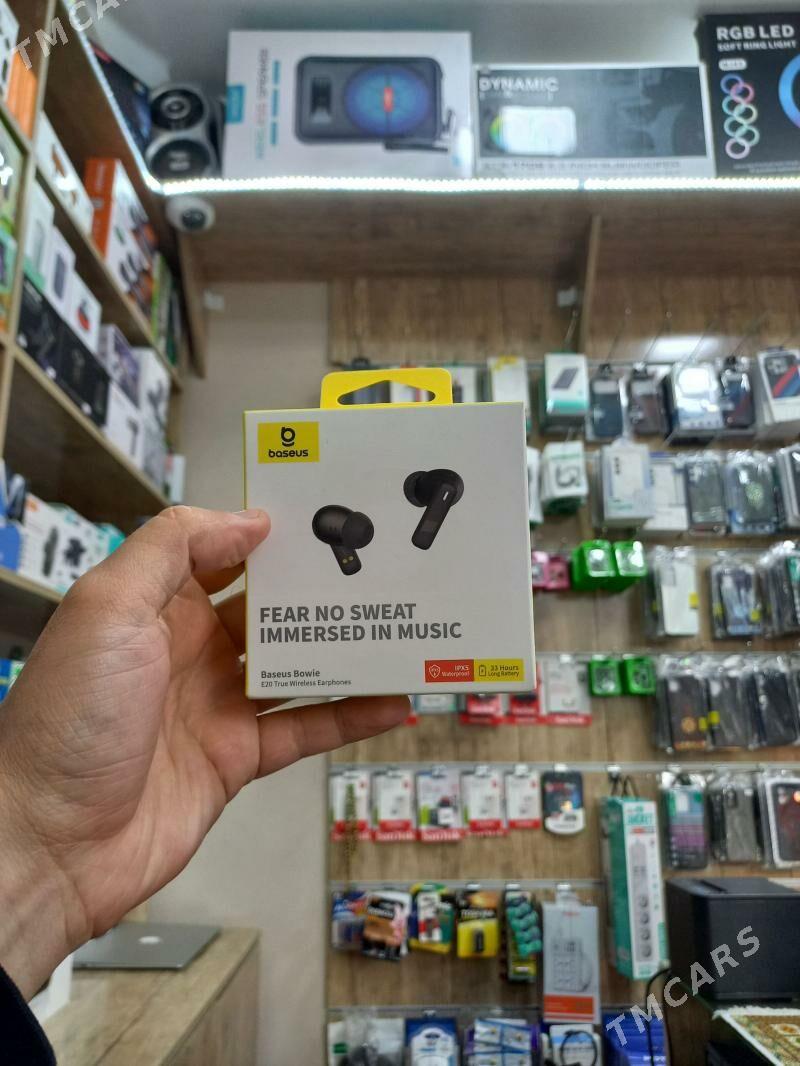 TMCARS
RGB LED
SOFT RING LIGHT
DYNAMIC
baseus
FEAR NO SWEAT
IMMERSED IN MUSIC
Baseus Bowie
E20 True Wireless Earphones
IPX5
Waterproof
33 Hours
Long Battery
TMCARS